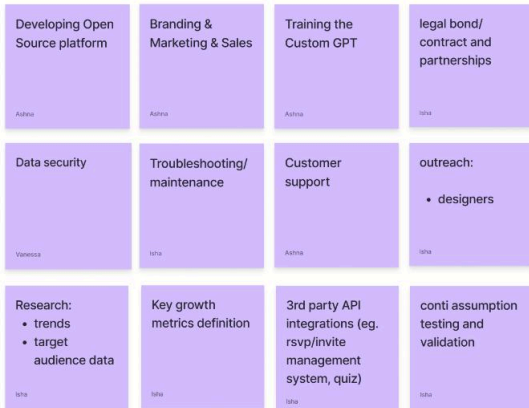 Developing Open
Source platform
Ashna
Branding &
Marketing & Sales
Ashna
Training the
Custom GPT
Ashna
legal bond/
contract and
partnerships
Isha
Data security
Vanessa
Troubleshooting/
maintenance
Isha
Customer
support
Ashna
outreach:
• designers
Isha
Research:
• trends
• target
audience data
Isha
Key growth
metrics definition
Isha
3rd party API
integrations (eg.
rsvp/invite
management
system, quiz)
Isha
conti assumption
testing and
validation
Isha